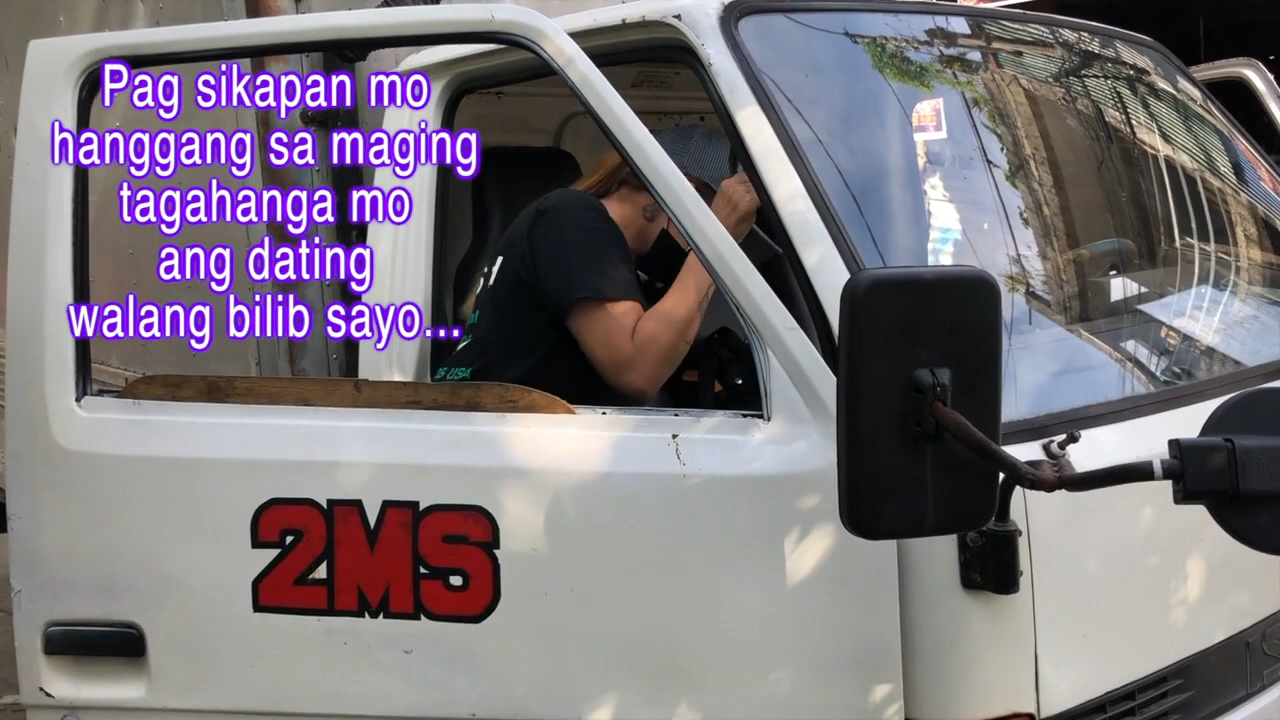 Pag sikapan mo
hanggang sa maging
tagahanga mo
ang dating
walang bilib sayo...
2MS